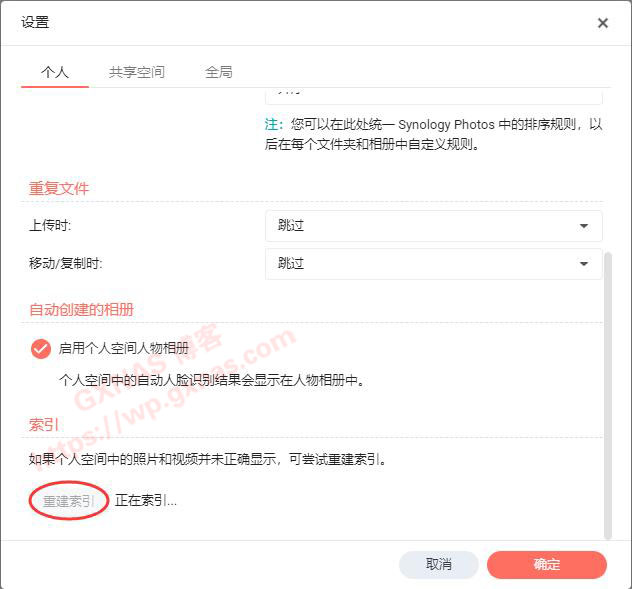 设置
个人
共享空间
全局
注：您可以在此处统一 Synology Photos 中的排序规则，以
后在每个文件夹和相册中自定义规则。
重复文件
上传时:
跳过
移动/复制时:
跳过
自动创建的相册
启用个人空间人物相册
个人空间中的自动人脸识别结果会显示在人物相册中。
GXNAS 博客
https://wp.gxnas.com
索引
如果个人空间中的照片和视频并未正确显示，可尝试重建索引。
重建索引
正在索引...
取消
确定